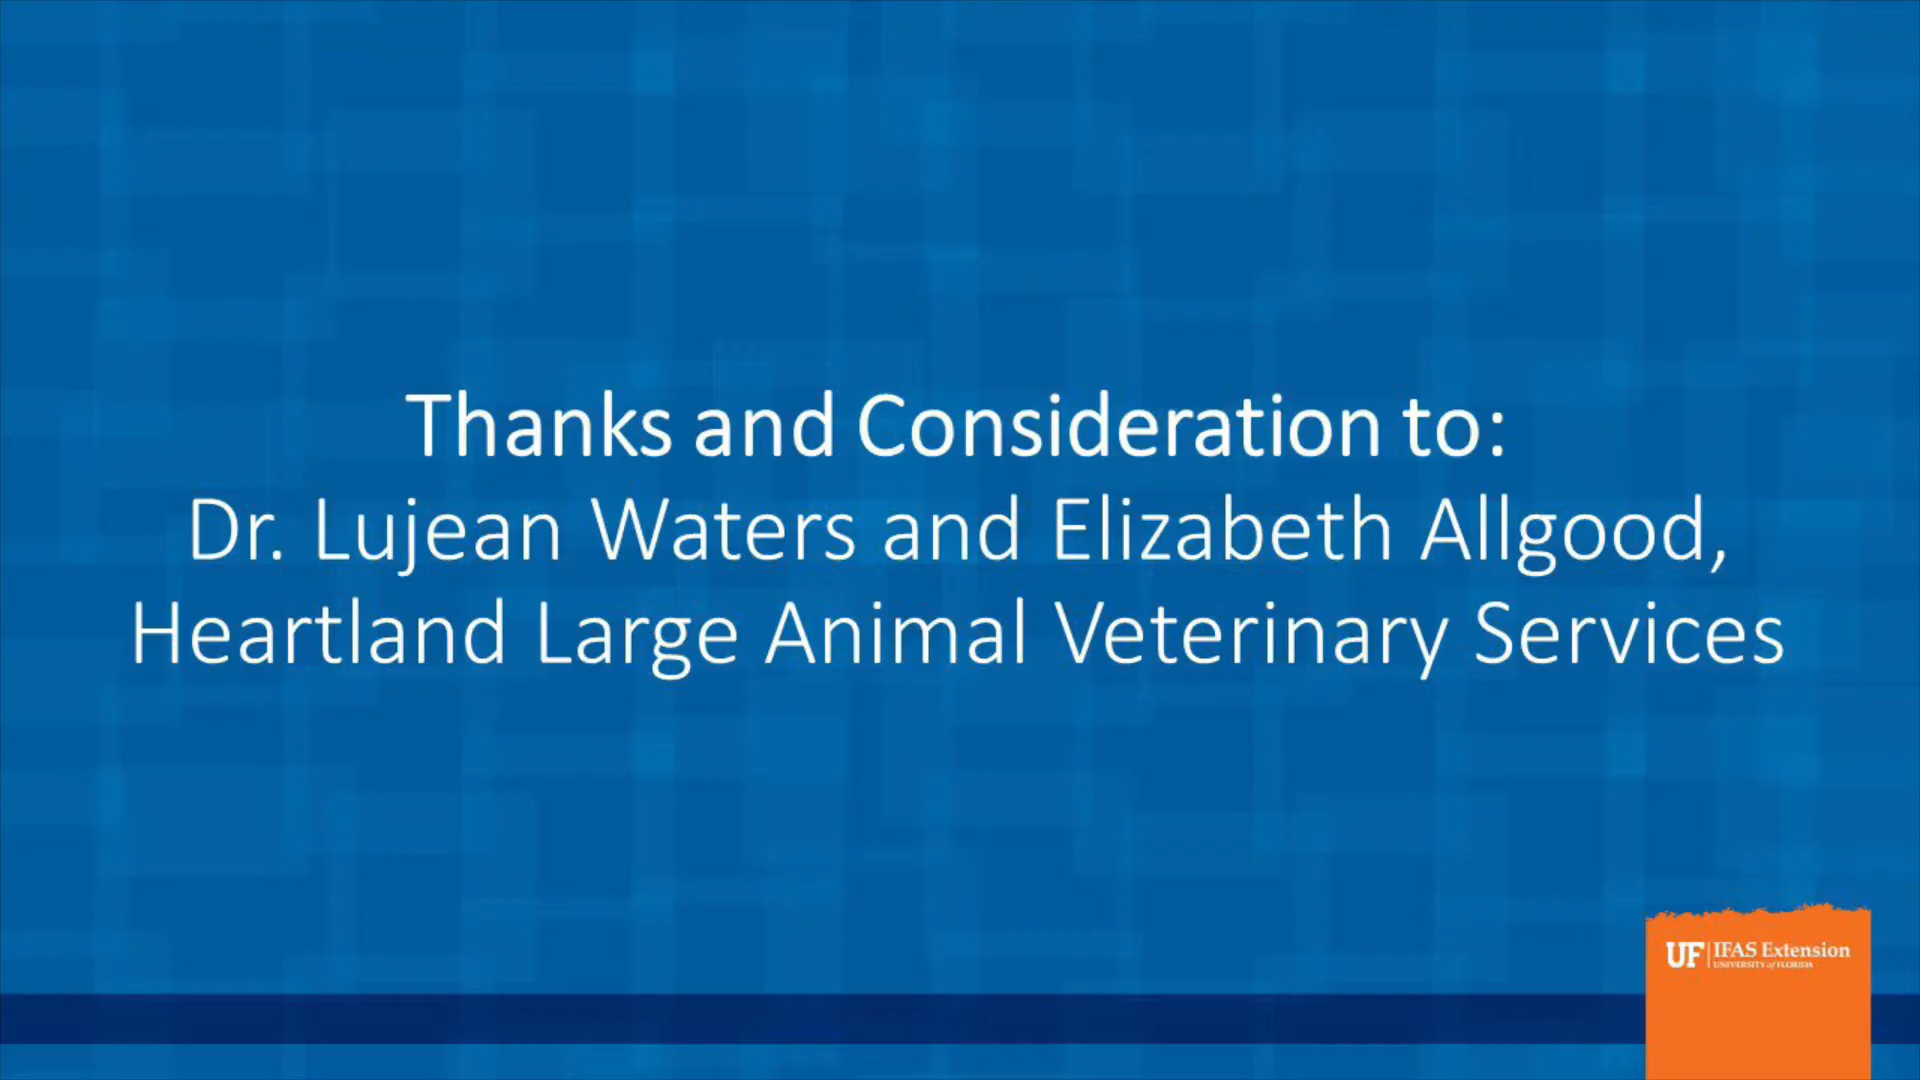 Thanks and Consideration to:
Dr. Lujean Waters and Elizabeth Allgood,
Heartland Large Animal Veterinary Services
UF | IFAS Extension
UNIVERSITY of FLORIDA